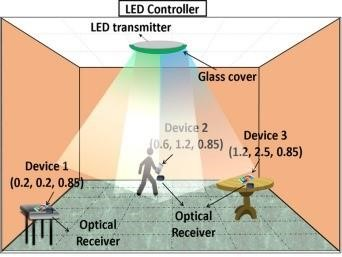 LED Controller
LED transmitter
Glass cover
Device 2
(0.6, 1.2, 0.85)
Device 3
(1.2, 2.5, 0.85)
Device 1
(0.2, 0.2, 0.85)
Optical
Receiver
Optical
Receiver